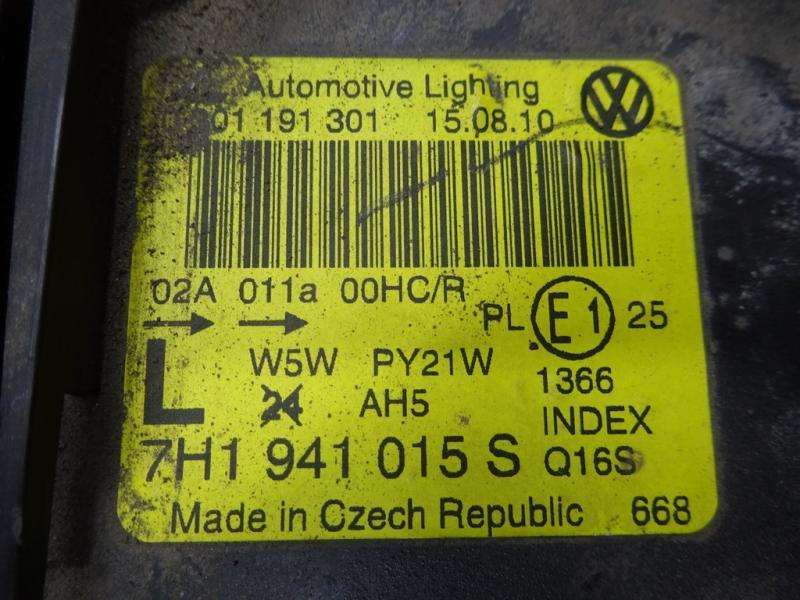 Automotive Lighting
01 191 301 15.08.10
02A 011a 00HC/R
PL E1 25
L W5W PY21W 1366
24 AH5 INDEX
7H1 941 015 S Q16S
Made in Czech Republic 668